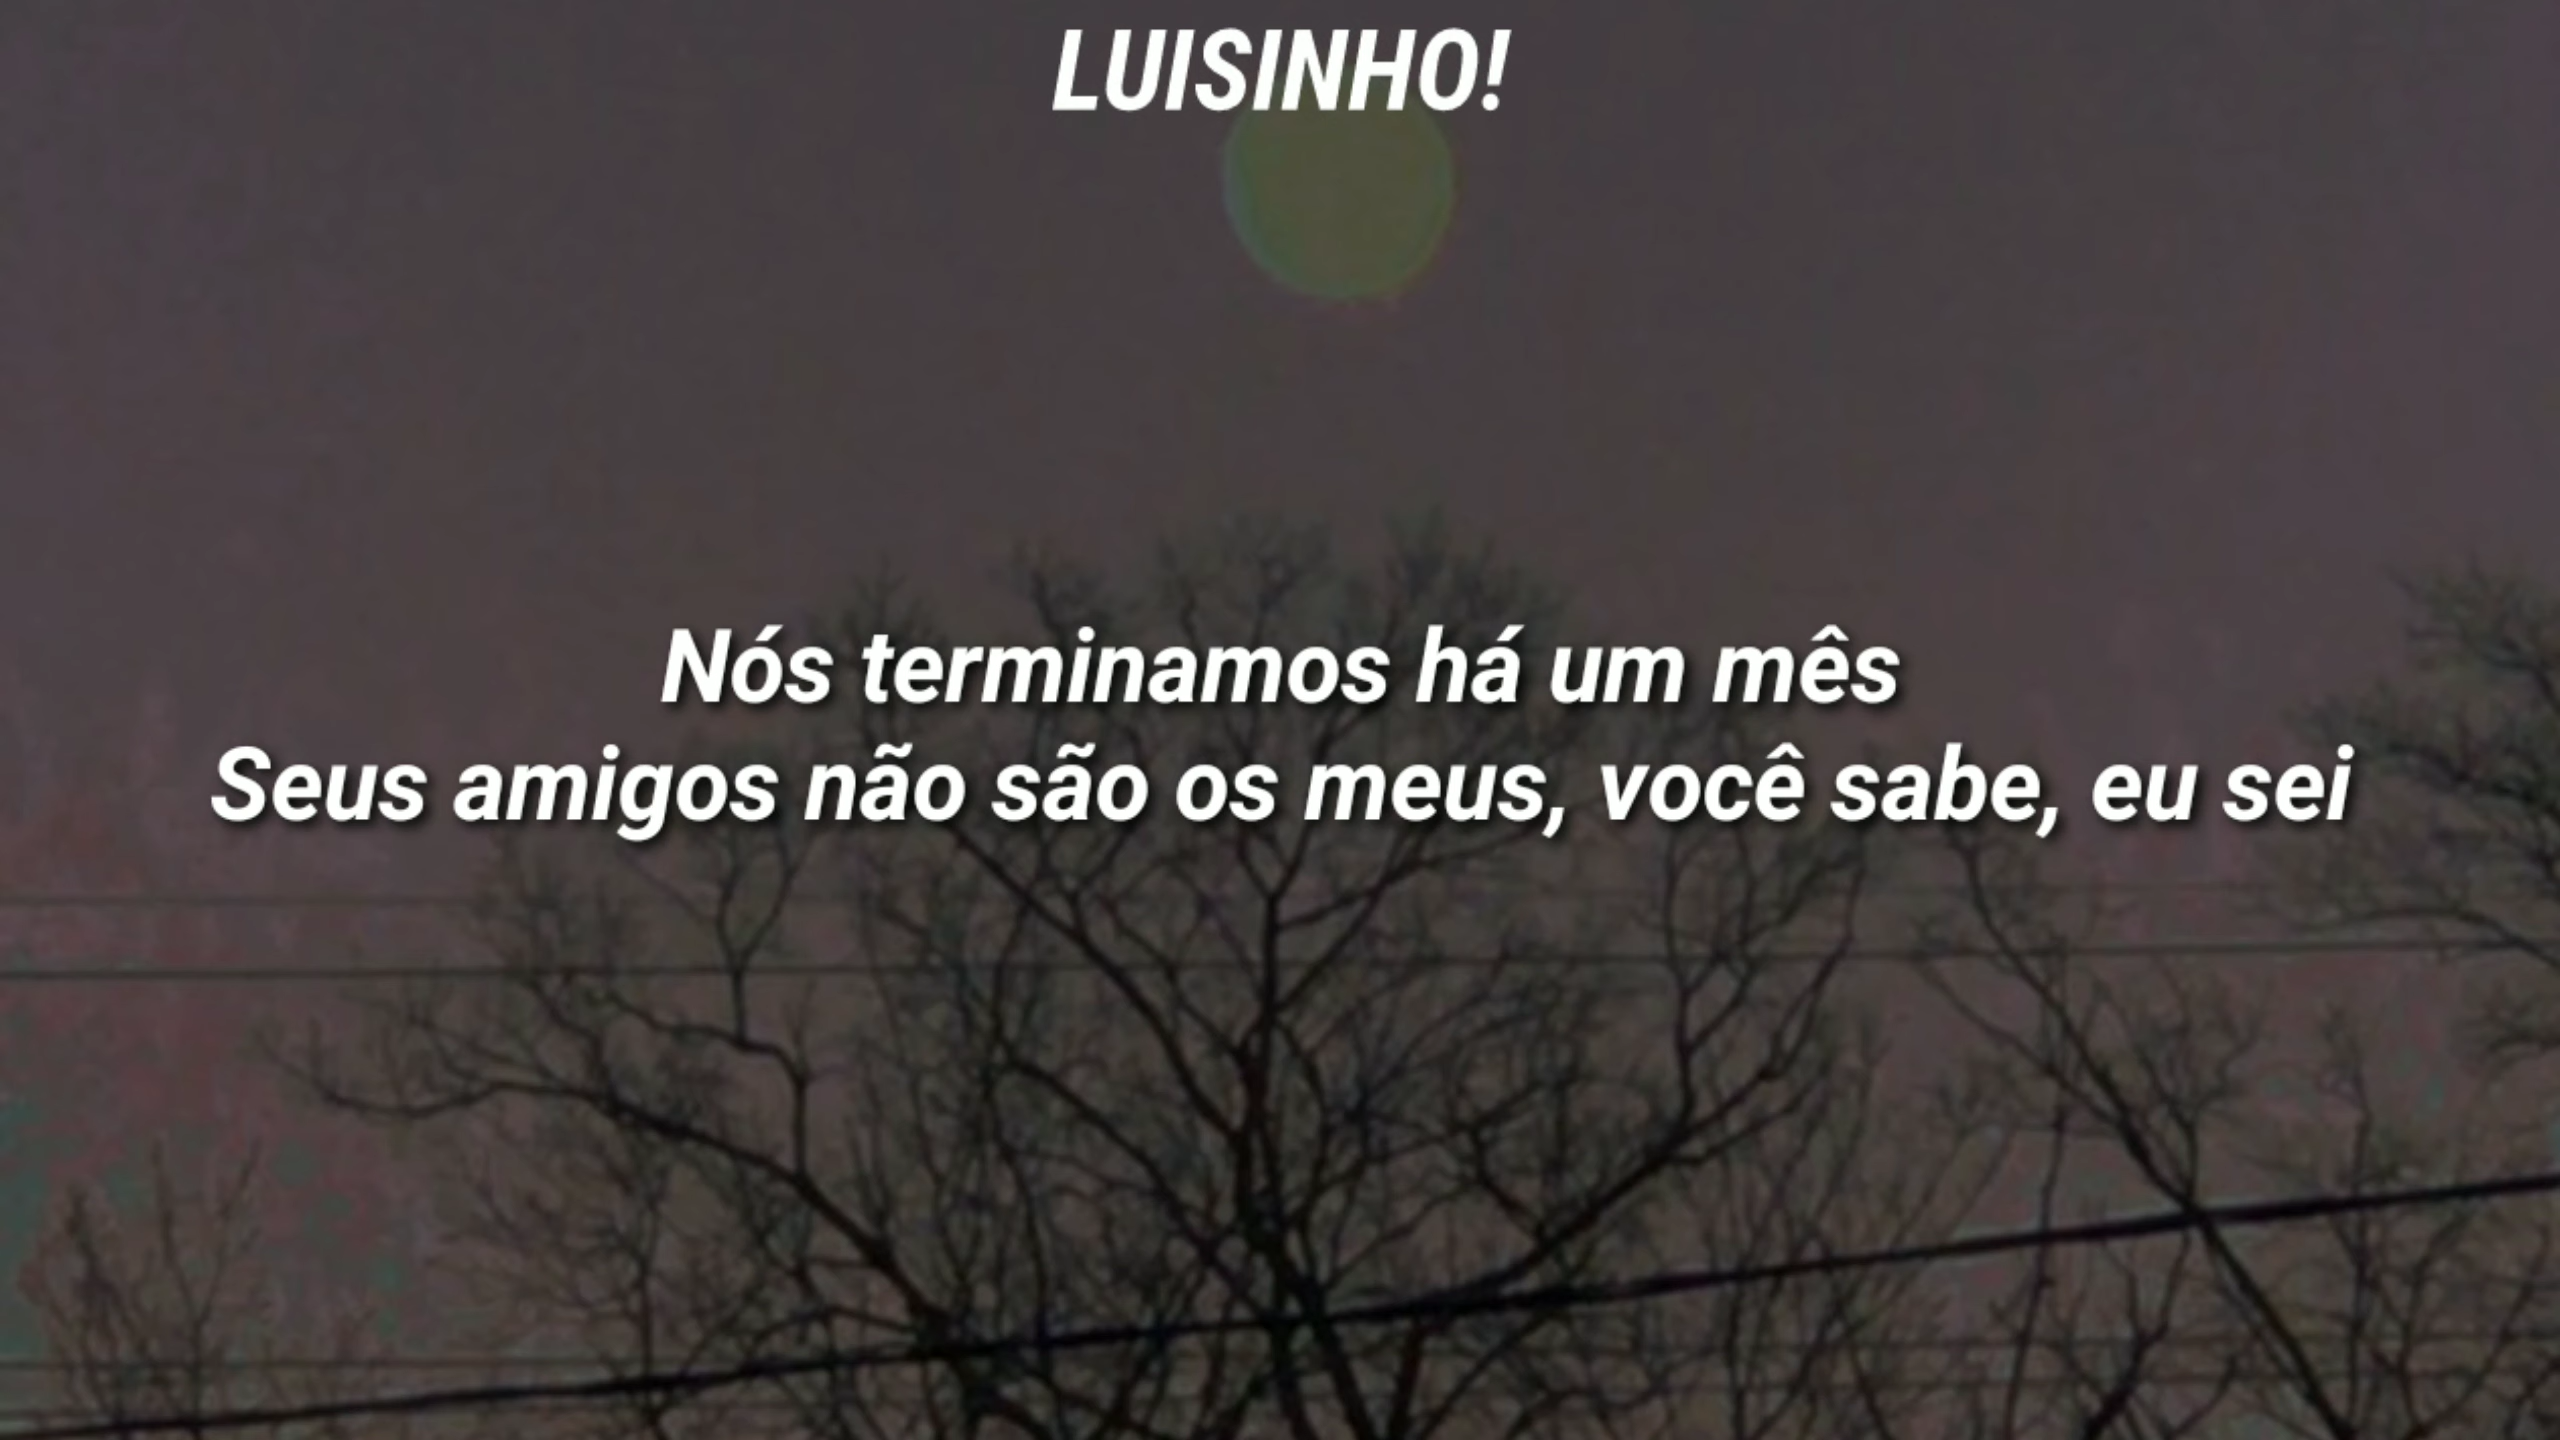 LUISINHO!
Nós terminamos há um mês
Seus amigos não são os meus, você sabe, eu sei